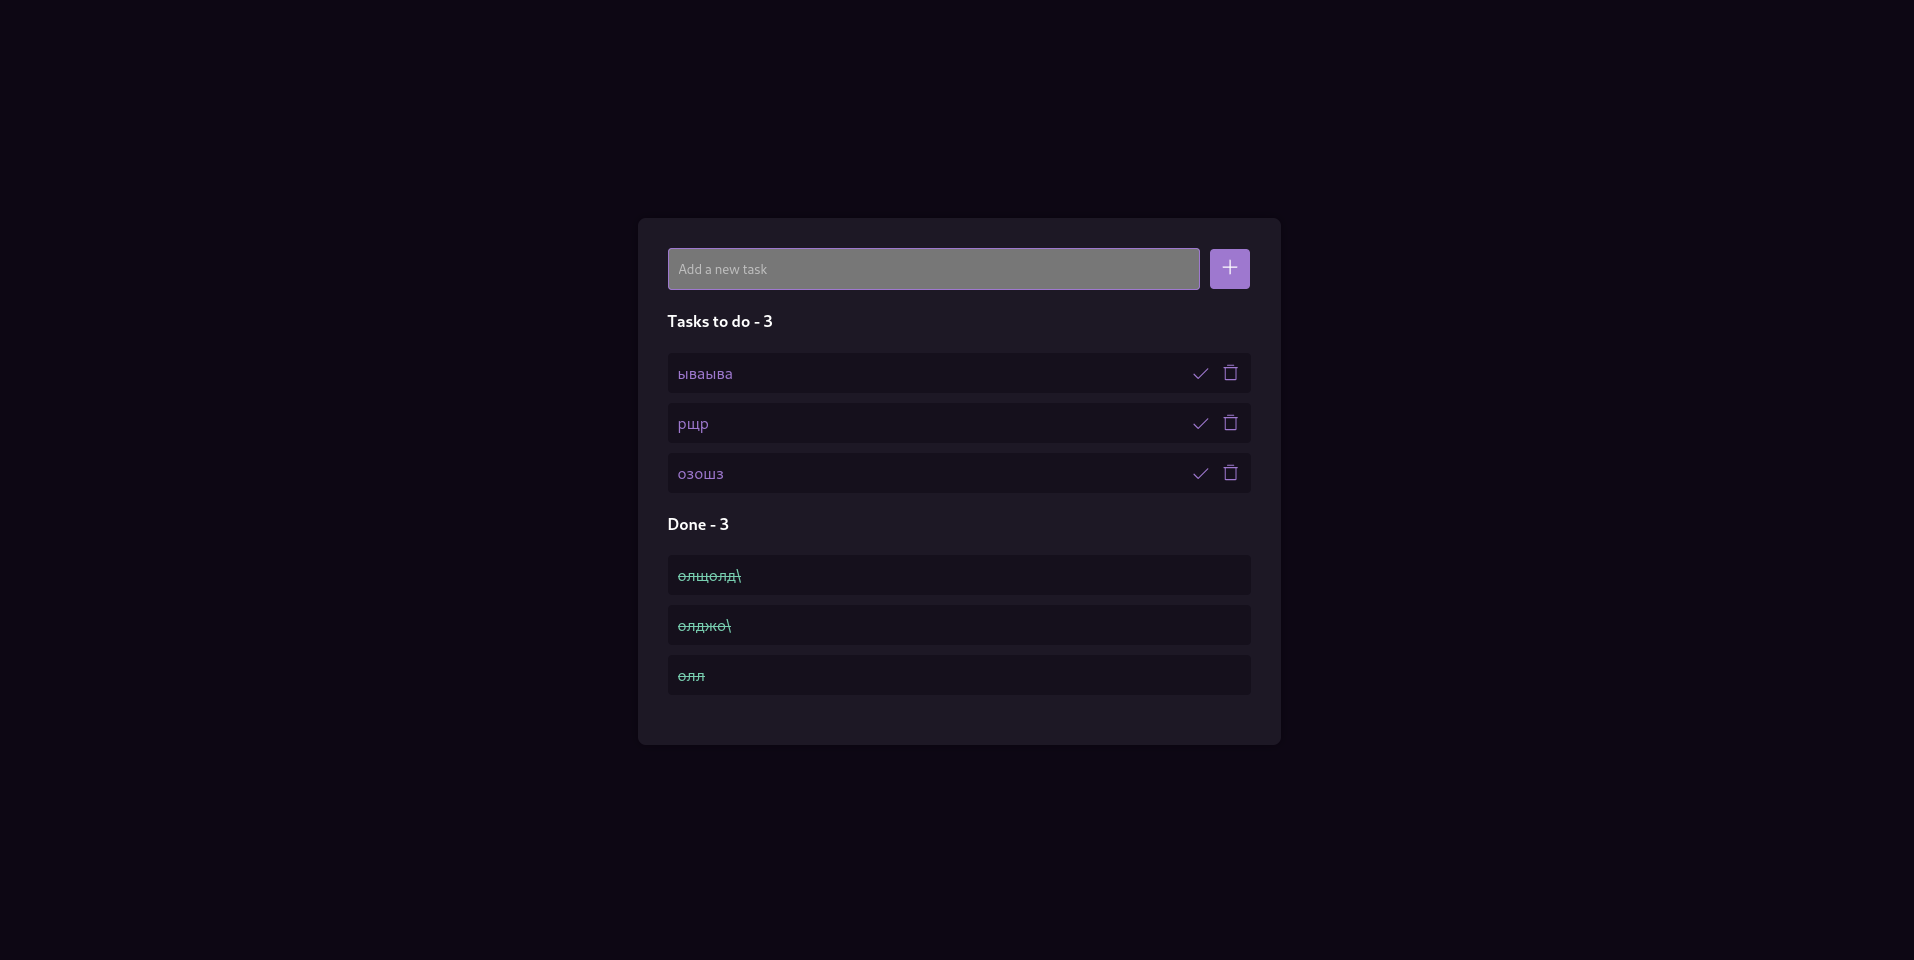 Add a new task
Tasks to do - 3
ываыва
рщр
озошз
Done - 3
олщолд\
олджо\
олл